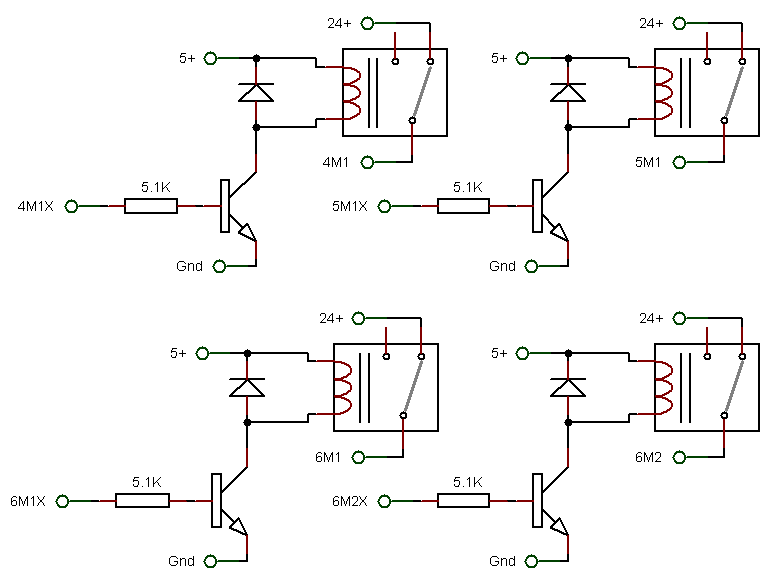 24+
24+
5+
5+
4M1
5M1
5.1K
5.1K
4M1X
5M1X
Gnd
Gnd
24+
24+
5+
5+
6M1
6M2
5.1K
5.1K
6M1X
6M2X
Gnd
Gnd